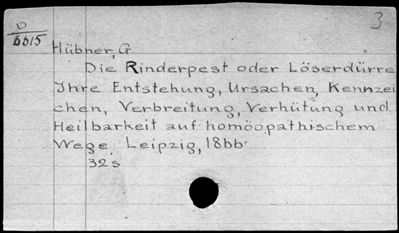 3
D
6615
Hübner, G.
Die Rinderpest oder Löserdürre
Ihre Entstehung, Ursachen, Kennzei
chen, Verbreitung, Verhütung und
Heilbarkeit auf homöopathischem
Wege. Leipzig, 1866.
32 s